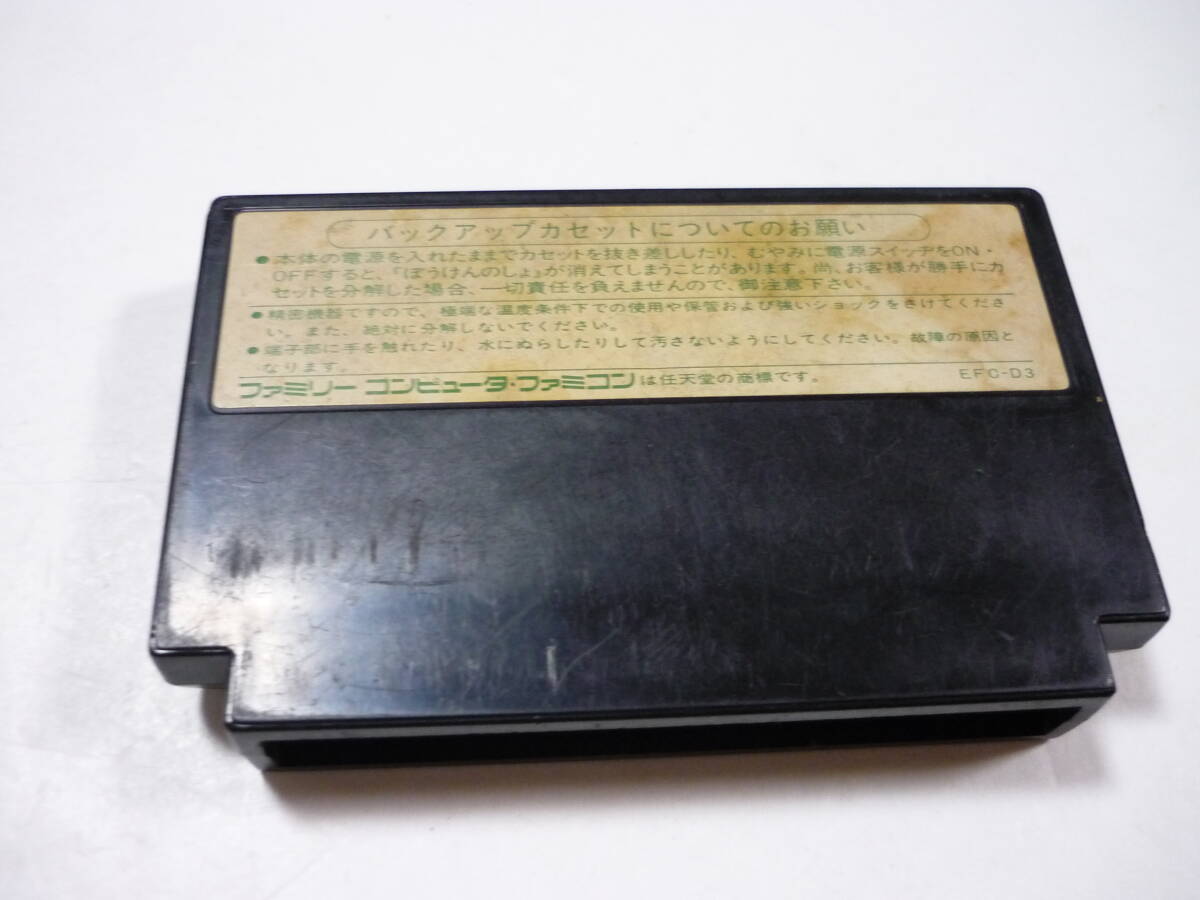 バックアップカセットについてのお願い
●本体の電源を入れたままでカセットを抜き差ししたり、むやみに電源スイッチをON・
OFFすると、『ぼうけんのしょ』が消えてしまうことがあります。尚、お客様が勝手にカ
セットを分解した場合、一切責任を負えませんので、御注意下さい。
●精密機器ですので、極端な温度条件下での使用や保管および強いショックをさけてくださ
い。また、絶対に分解しないでください。
●端子部に手を触れたり、水にぬらしたりして汚さないようにしてください。故障の原因と
なります。
ファミリーコンピュータ・ファミコンは任天堂の商標です。 EFC-D3